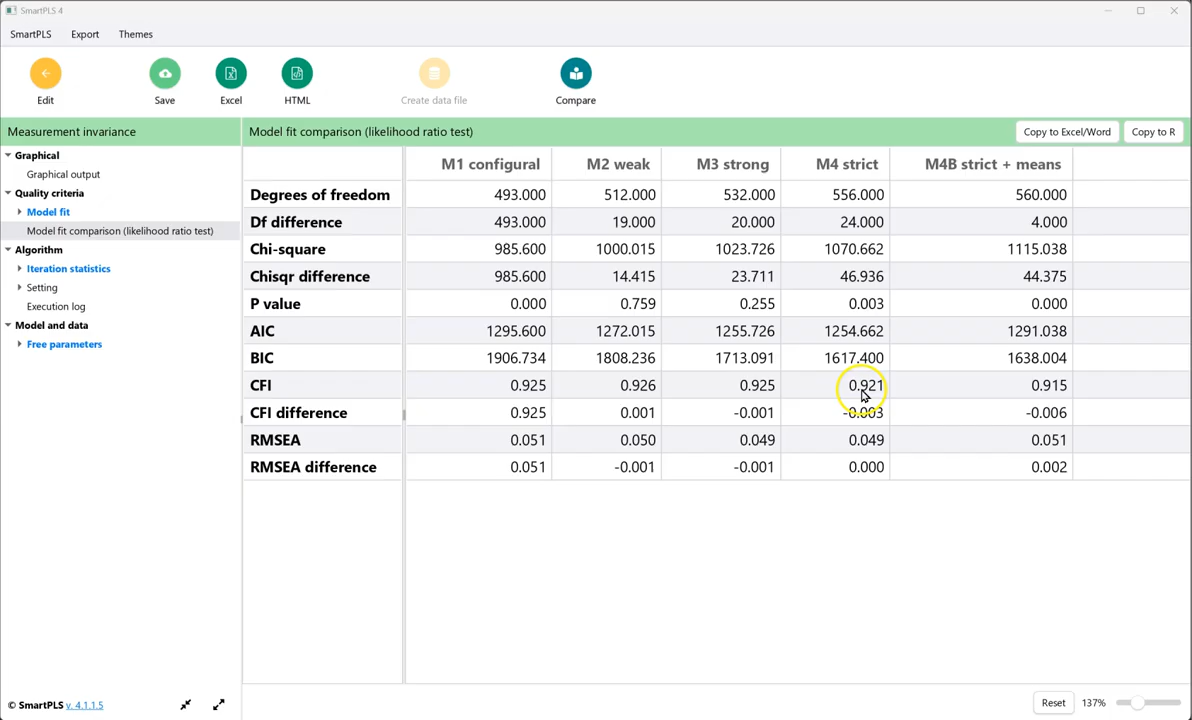 SmartPLS 4
SmartPLS Export Themes
Edit Save Excel HTML Create data file Compare
Measurement invariance
Graphical
Graphical output
Quality criteria
Model fit
Model fit comparison (likelihood ratio test)
Algorithm
Iteration statistics
Setting
Execution log
Model and data
Free parameters
Model fit comparison (likelihood ratio test) Copy to Excel/Word Copy to R
M1 configural M2 weak M3 strong M4 strict M4B strict + means
Degrees of freedom 493.000 512.000 532.000 556.000 560.000
Df difference 493.000 19.000 20.000 24.000 4.000
Chi-square 985.600 1000.015 1023.726 1070.662 1115.038
Chisqr difference 985.600 14.415 23.711 46.936 44.375
P value 0.000 0.759 0.255 0.003 0.000
AIC 1295.600 1272.015 1255.726 1254.662 1291.038
BIC 1906.734 1808.236 1713.091 1617.400 1638.004
CFI 0.925 0.926 0.925 0.921 0.915
CFI difference 0.925 0.001 -0.001 -0.003 -0.006
RMSEA 0.051 0.050 0.049 0.049 0.051
RMSEA difference 0.051 -0.001 -0.001 0.000 0.002
© SmartPLS v. 4.1.1.5
Reset 137%